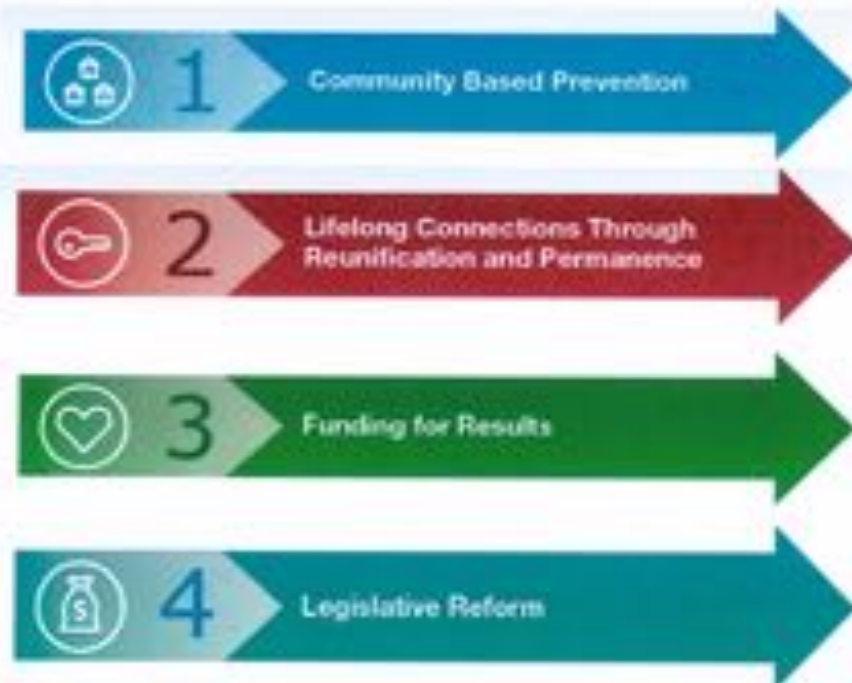 1
Community Based Prevention
2
Lifelong Connections Through
Reunification and Permanence
3
Funding for Results
$
4
Legislative Reform